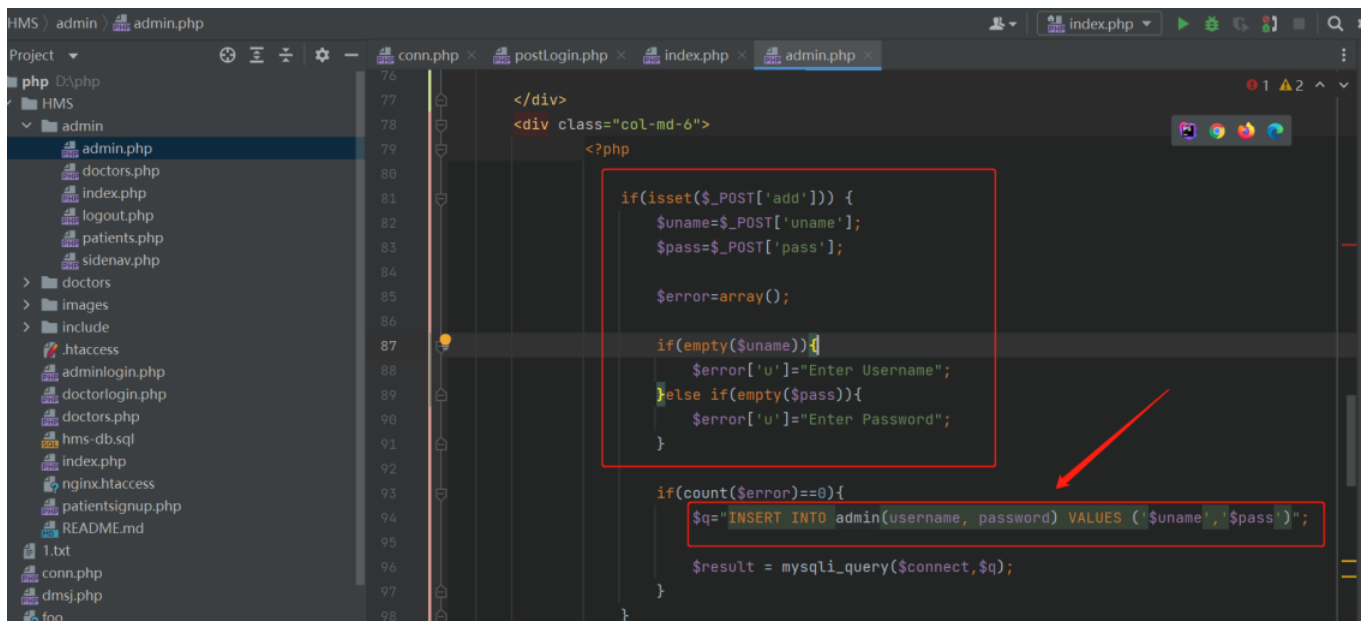 HMS › admin › admin.php
index.php
Project
conn.php ×
postLogin.php ×
index.php ×
admin.php ×
php D:\php
HMS
admin
admin.php
doctors.php
index.php
logout.php
patients.php
sidenav.php
doctors
images
include
.htaccess
adminlogin.php
doctorlogin.php
doctors.php
hms-db.sql
index.php
nginx.htaccess
patientsignup.php
README.md
1.txt
conn.php
dmsj.php
foo
1 2
76
77 </div>
78 <div class="col-md-6">
79 <?php
80
81 if(isset($_POST['add'])) {
82 $uname=$_POST['uname'];
83 $pass=$_POST['pass'];
84
85 $error=array();
86
87 if(empty($uname)){
88 $error['u']="Enter Username";
89 }else if(empty($pass)){
90 $error['u']="Enter Password";
91 }
92
93 if(count($error)==0){
94 $q="INSERT INTO admin(username, password) VALUES ('$uname','$pass')";
95
96 $result = mysqli_query($connect,$q);
97 }
98 }